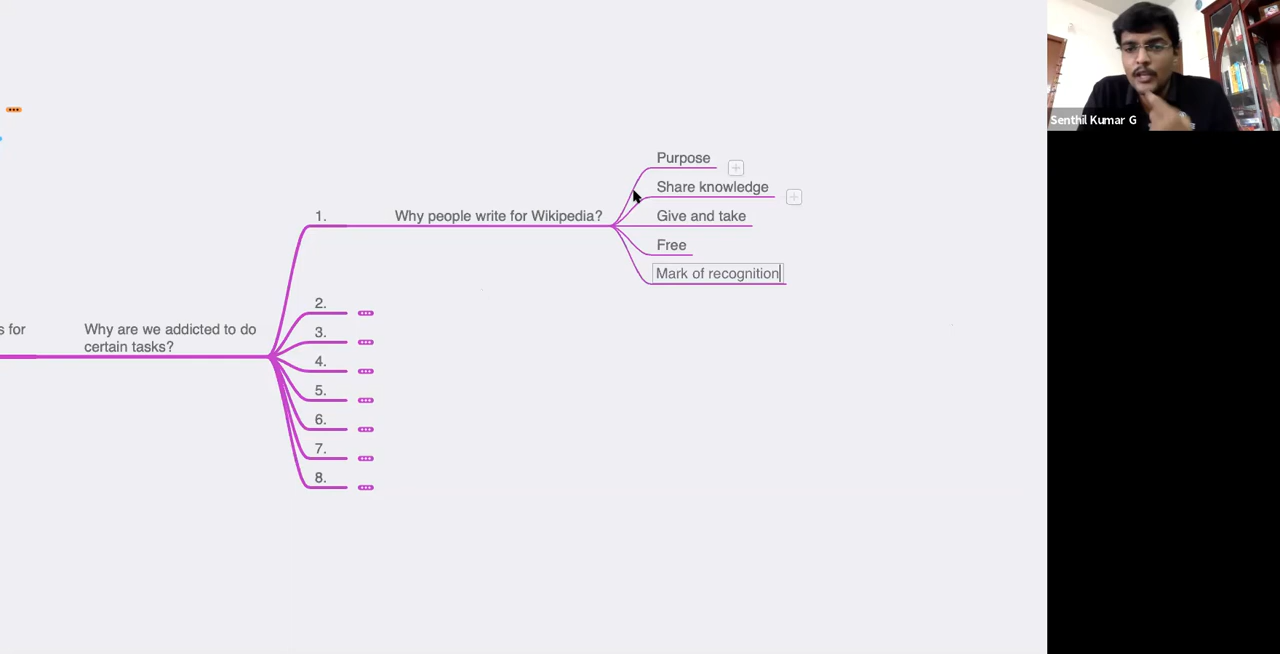 Senthil Kumar G
Purpose
Share knowledge
1.
Why people write for Wikipedia?
Give and take
Free
Mark of recognition
2.
s for
Why are we addicted to do
certain tasks?
3.
4.
5.
6.
7.
8.